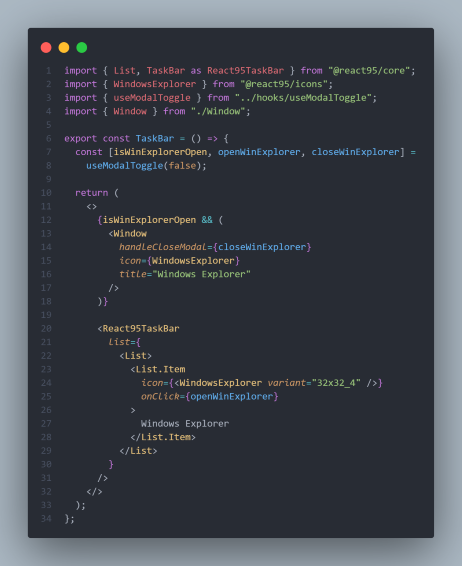 1 import { List, TaskBar as React95TaskBar } from "@react95/core";
2 import { WindowsExplorer } from "@react95/icons";
3 import { useModalToggle } from "../hooks/useModalToggle";
4 import { Window } from "./Window";
5
6 export const TaskBar = () => {
7   const [isWinExplorerOpen, openWinExplorer, closeWinExplorer] =
8     useModalToggle(false);
9
10   return (
11     <>
12       {isWinExplorerOpen && (
13         <Window
14           handleCloseModal={closeWinExplorer}
15           icon={WindowsExplorer}
16           title="Windows Explorer"
17         />
18       )}
19
20       <React95TaskBar
21         list={
22           <List>
23             <List.Item
24               icon={<WindowsExplorer variant="32x32_4" />}
25               onClick={openWinExplorer}
26             >
27               Windows Explorer
28             </List.Item>
29           </List>
30         }
31       />
32     </>
33   );
34 };